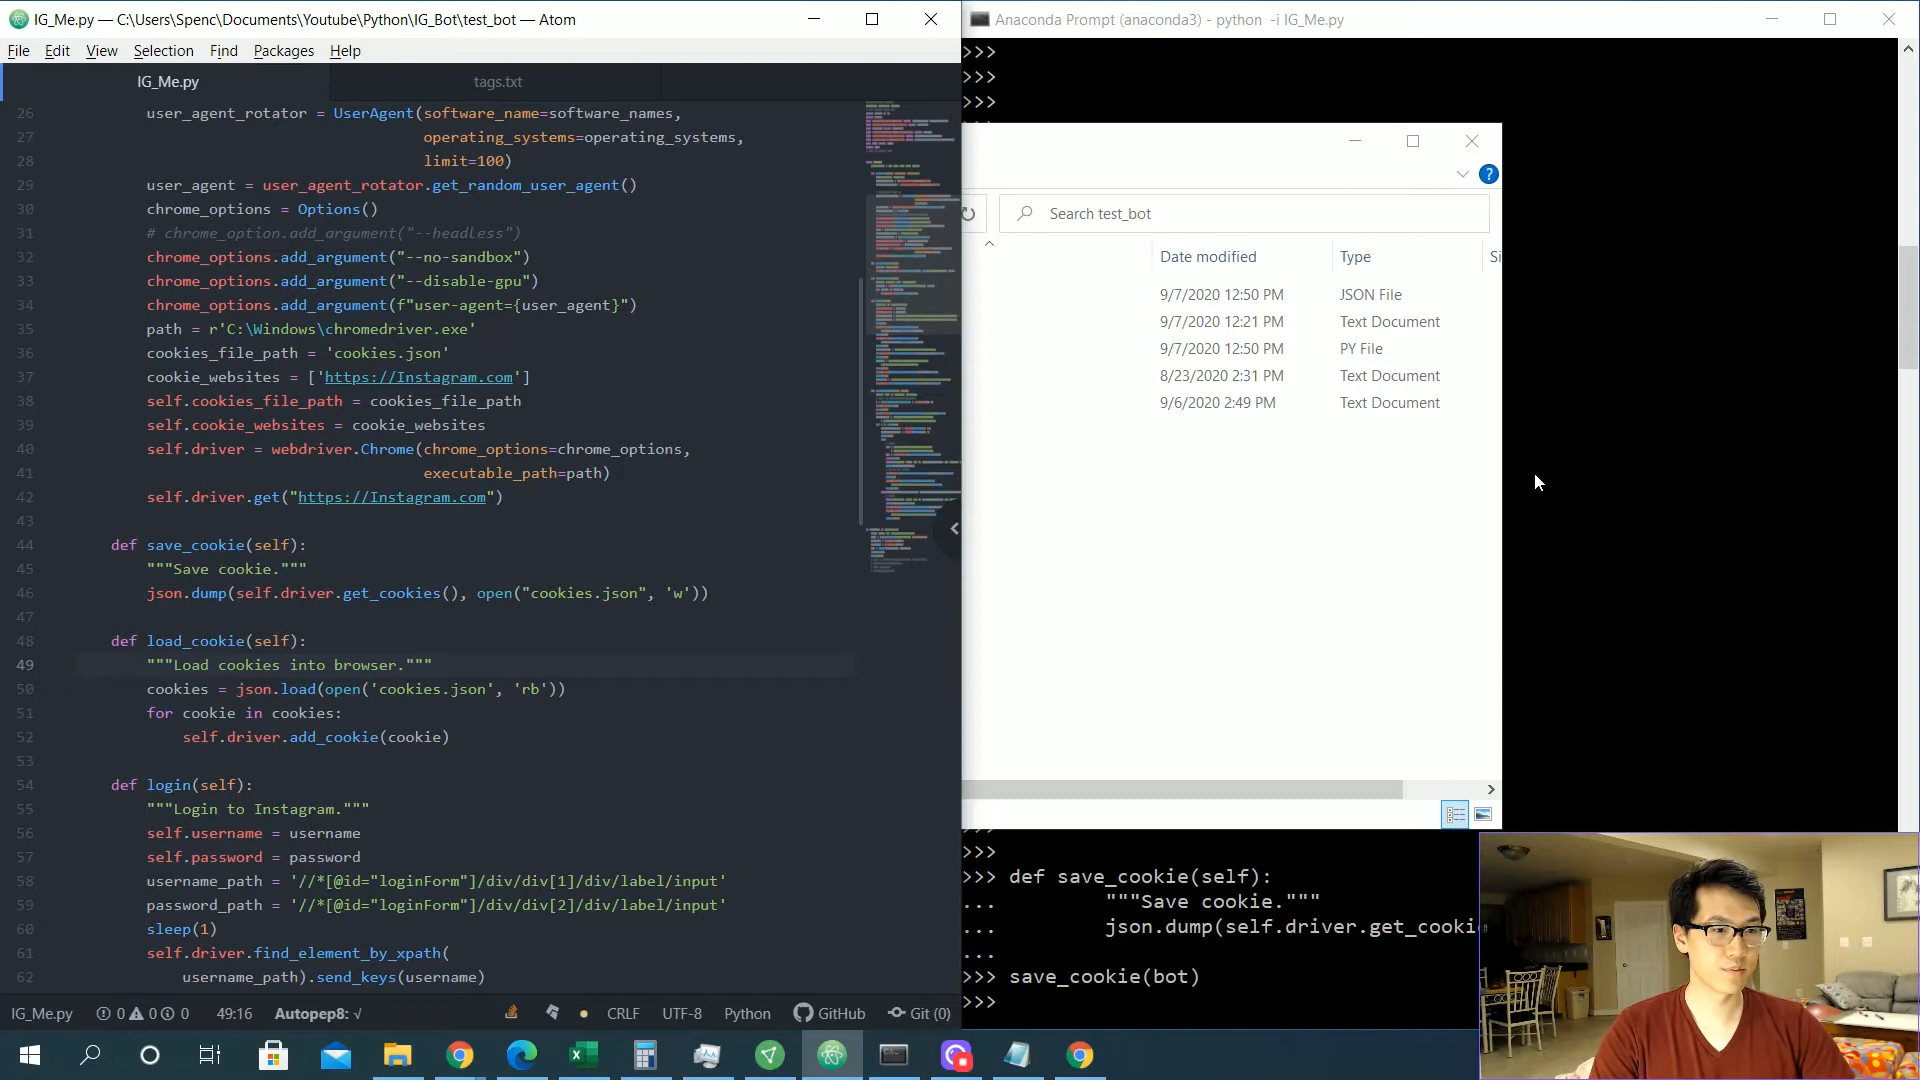 IG_Me.py — C:\Users\Spenc\Documents\Youtube\Python\IG_Bot\test_bot — Atom
File Edit View Selection Find Packages Help
IG_Me.py
tags.txt
26 user_agent_rotator = UserAgent(software_name=software_names,
27 operating_systems=operating_systems,
28 limit=100)
29 user_agent = user_agent_rotator.get_random_user_agent()
30 chrome_options = Options()
31 # chrome_option.add_argument("--headless")
32 chrome_options.add_argument("--no-sandbox")
33 chrome_options.add_argument("--disable-gpu")
34 chrome_options.add_argument(f"user-agent={user_agent}")
35 path = r'C:\Windows\chromedriver.exe'
36 cookies_file_path = 'cookies.json'
37 cookie_websites = ['https://Instagram.com']
38 self.cookies_file_path = cookies_file_path
39 self.cookie_websites = cookie_websites
40 self.driver = webdriver.Chrome(chrome_options=chrome_options,
41 executable_path=path)
42 self.driver.get("https://Instagram.com")
43
44 def save_cookie(self):
45 """Save cookie."""
46 json.dump(self.driver.get_cookies(), open("cookies.json", 'w'))
47
48 def load_cookie(self):
49 """Load cookies into browser."""
50 cookies = json.load(open('cookies.json', 'rb'))
51 for cookie in cookies:
52 self.driver.add_cookie(cookie)
53
54 def login(self):
55 """Login to Instagram."""
56 self.username = username
57 self.password = password
58 username_path = '//*[@id="loginForm"]/div/div[1]/div/label/input'
59 password_path = '//*[@id="loginForm"]/div/div[2]/div/label/input'
60 sleep(1)
61 self.driver.find_element_by_xpath(
62 username_path).send_keys(username)
IG_Me.py 0 0 0 49:16 Autopep8: √ CRLF UTF-8 Python GitHub Git (0)
Anaconda Prompt (anaconda3) - python -i IG_Me.py
>>>
>>>
>>>
?
Search test_bot
Date modified Type Si
9/7/2020 12:50 PM JSON File
9/7/2020 12:21 PM Text Document
9/7/2020 12:50 PM PY File
8/23/2020 2:31 PM Text Document
9/6/2020 2:49 PM Text Document
>>>
>>> def save_cookie(self):
... """Save cookie."""
... json.dump(self.driver.get_cooki
...
>>> save_cookie(bot)
>>>